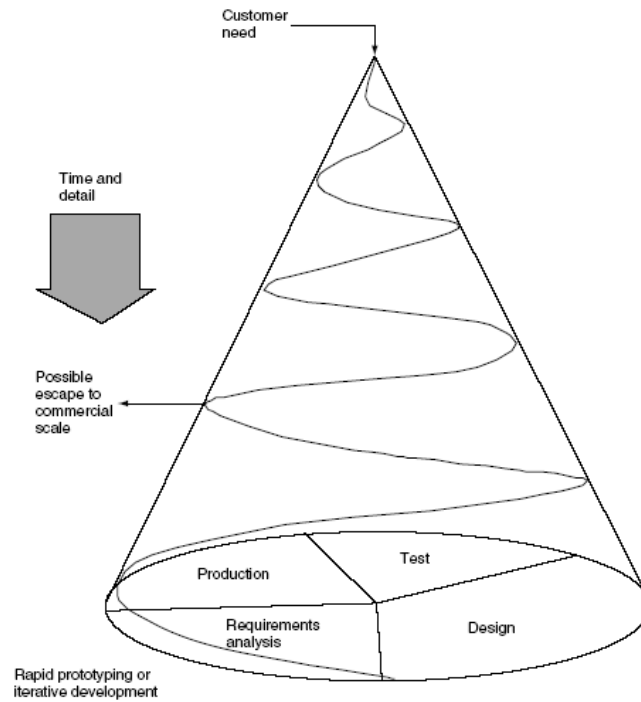 Customer
need
Time and
detail
Possible
escape to
commercial
scale
Test
Production
Requirements
analysis
Design
Rapid prototyping or
iterative development